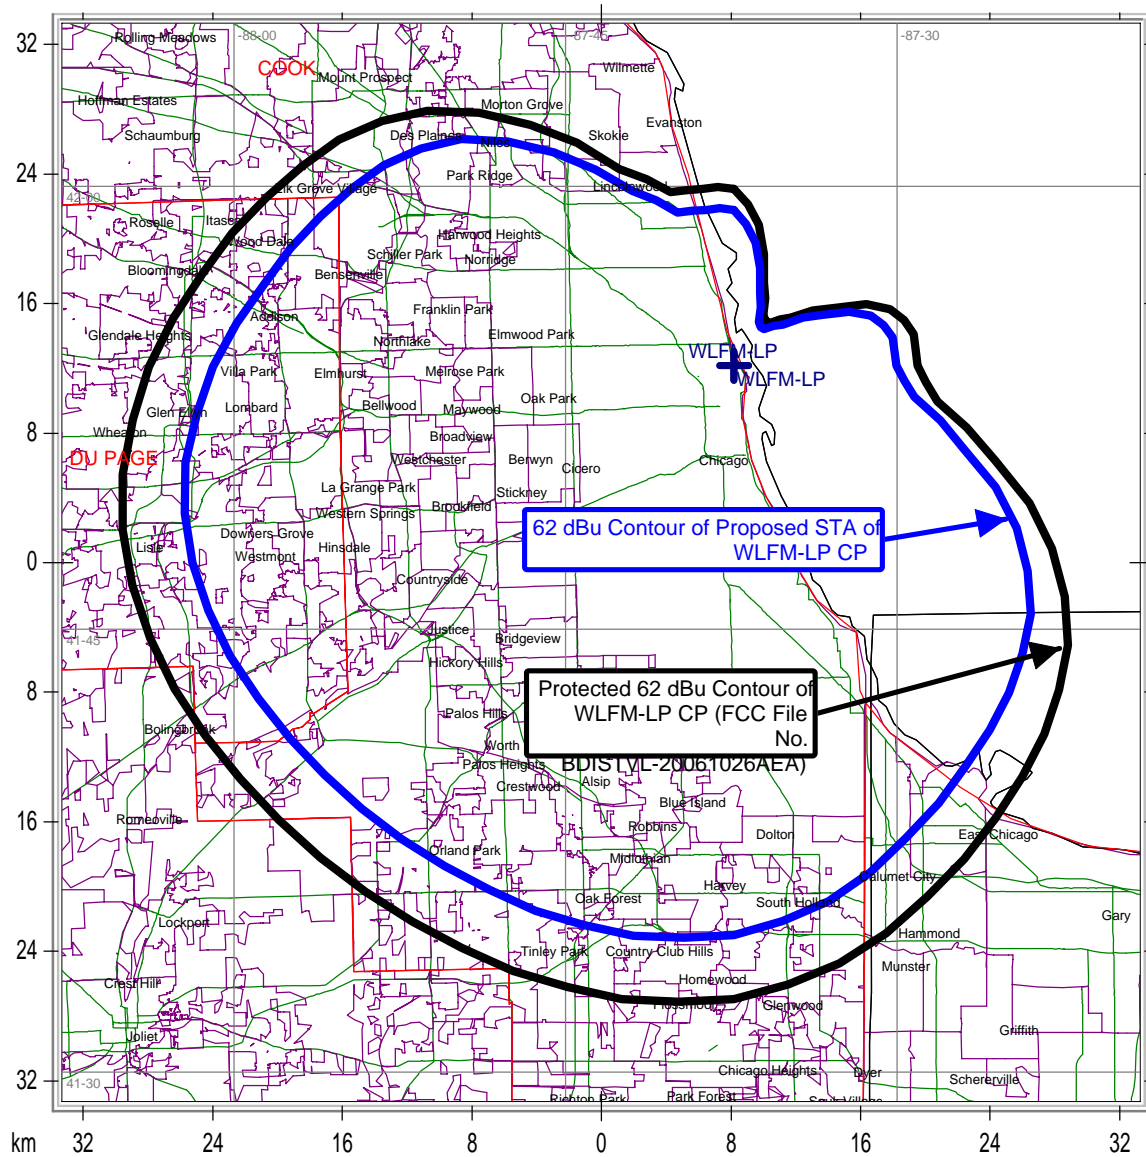 -88-00
-87-45
-87-30
32
Rolling Meadows
COOK
Mount Prospect
Wilmette
Hoffman Estates
Morton Grove
Evanston
Schaumburg
Des Plaines
Niles
Skokie
24
Park Ridge
Elk Grove Village
Lincolnwood
42-00
Roselle
Itasca
Wood Dale
Harwood Heights
Schiller Park
Norridge
Bloomingdale
Bensenville
16
Addison
Franklin Park
Glendale Heights
Northlake
Elmwood Park
WLFM-LP
Villa Park
Elmhurst
Melrose Park
WLFM-LP
Glen Ellyn
Lombard
Bellwood
Maywood
Oak Park
8
Wheaton
Broadview
DU PAGE
Westchester
Berwyn
Cicero
Chicago
La Grange Park
Stickney
Western Springs
Brookfield
62 dBu Contour of Proposed STA of
WLFM-LP CP
Downers Grove
Lisle
Westmont
Hinsdale
0
Countryside
41-45
Justice
Bridgeview
Hickory Hills
8
Protected 62 dBu Contour of
WLFM-LP CP (FCC File
No.
BDISTVL-20061026AEA)
Palos Hills
Bolingbrook
Worth
Palos Heights
Crestwood
Alsip
Blue Island
16
Romeoville
Robbins
Dolton
East Chicago
Orland Park
Midlothian
Calumet City
Harvey
Oak Forest
South Holland
Gary
Lockport
Hammond
24
Tinley Park
Country Club Hills
Munster
Crest Hill
Homewood
Flossmoor
Glenwood
Joliet
Griffith
32
41-30
Chicago Heights
Dyer
Schererville
Richton Park
Park Forest
Sauk Village
km
32
24
16
8
0
8
16
24
32